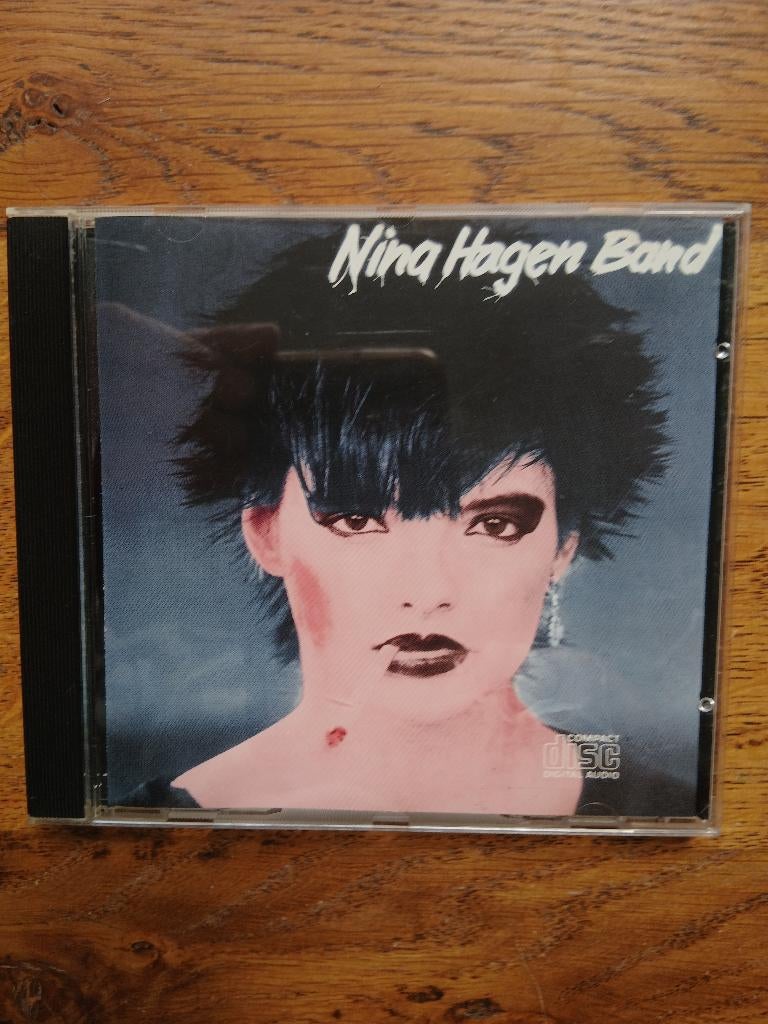 Nina Hagen Band
COMPACT
disc
DIGITAL AUDIO